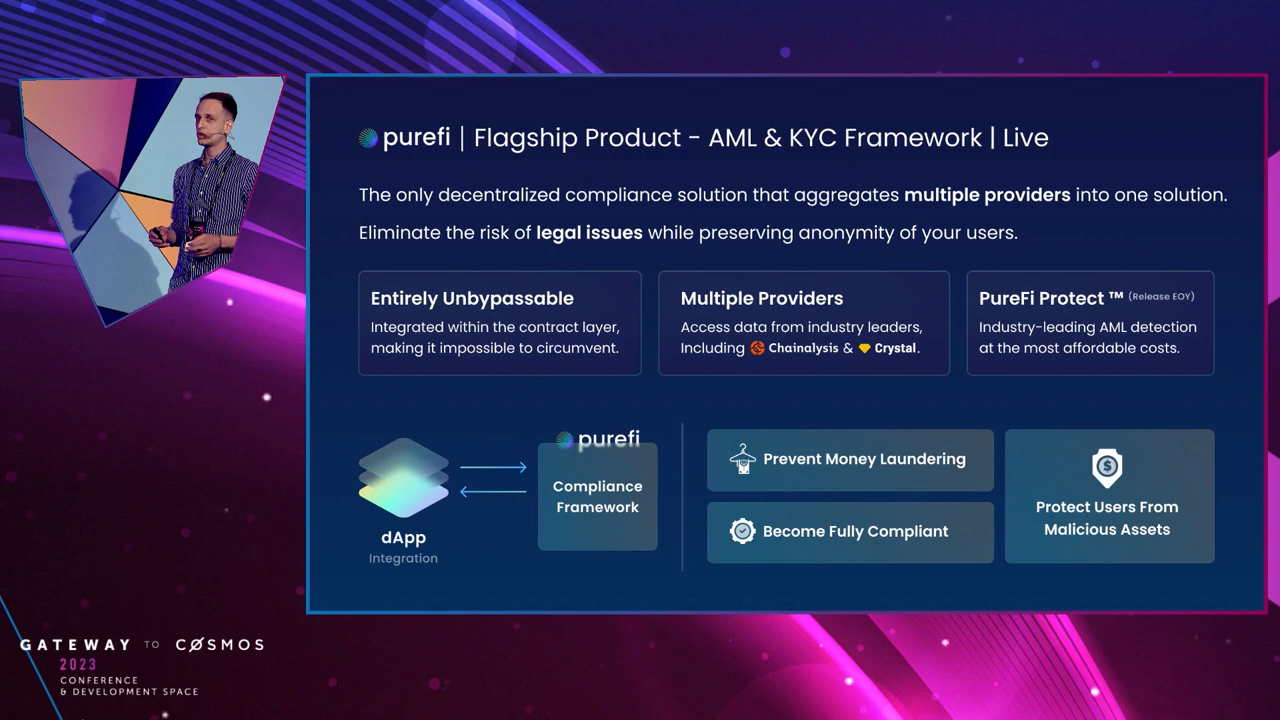 purefi | Flagship Product - AML & KYC Framework | Live
The only decentralized compliance solution that aggregates multiple providers into one solution.
Eliminate the risk of legal issues while preserving anonymity of your users.
Entirely Unbypassable
Integrated within the contract layer,
making it impossible to circumvent.
Multiple Providers
Access data from industry leaders,
Including Chainalysis & Crystal.
PureFi Protect ™ (Release EOY)
Industry-leading AML detection
at the most affordable costs.
dApp
Integration
purefi
Compliance
Framework
Prevent Money Laundering
Become Fully Compliant
Protect Users From
Malicious Assets
GATEWAY TO CØSMOS
2023
CONFERENCE
& DEVELOPMENT SPACE